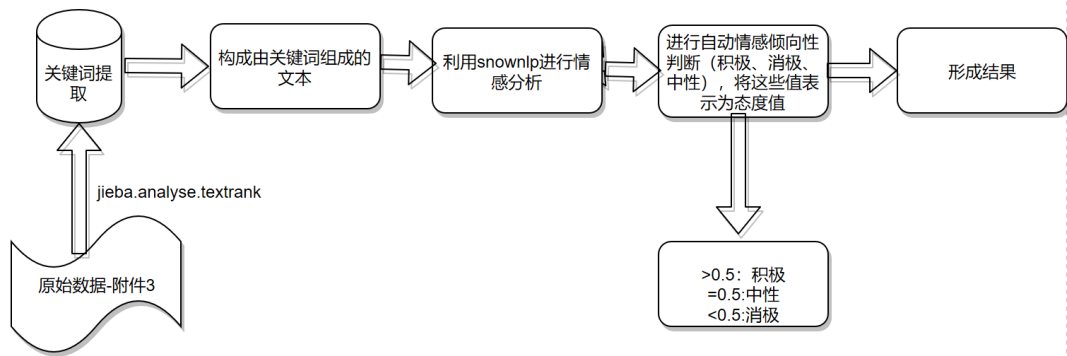 关键词提
取
构成由关键词组成的
文本
利用snownlp进行情
感分析
进行自动情感倾向性
判断（积极、消极、
中性），将这些值表
示为态度值
形成结果
jieba.analyse.textrank
原始数据-附件3
>0.5：积极
=0.5:中性
<0.5:消极